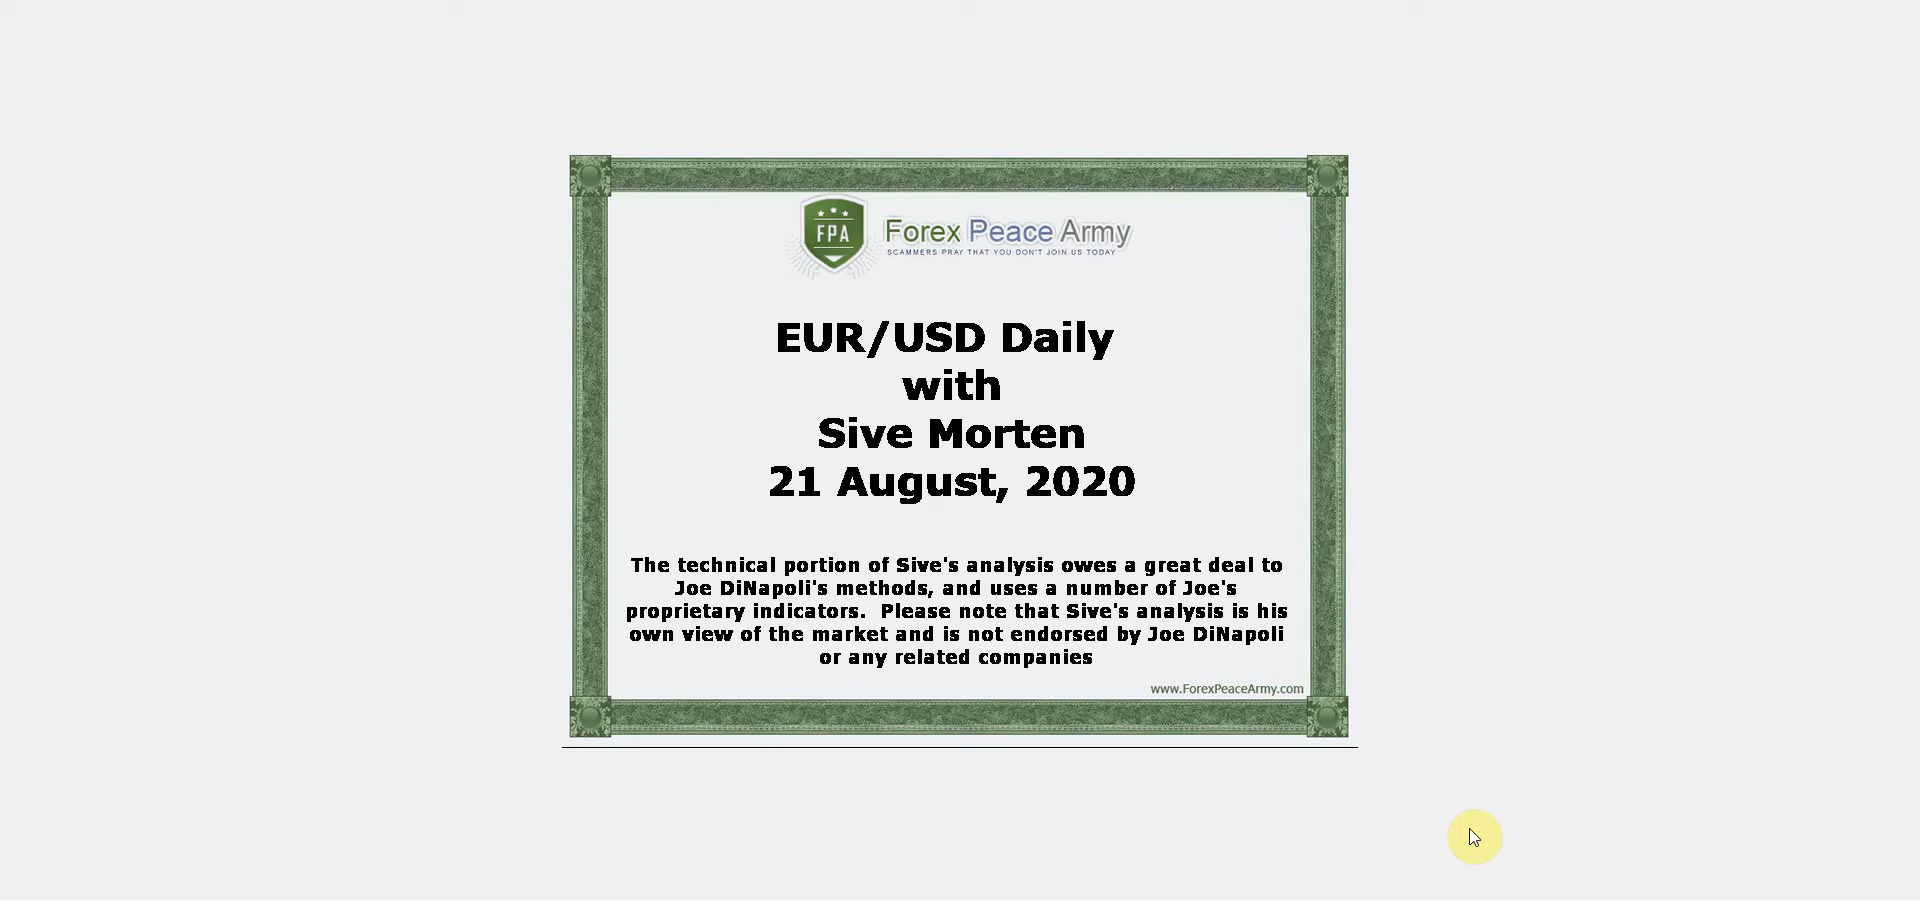 FPA
Forex Peace Army
SCAMMERS PRAY THAT YOU DON'T JOIN US TODAY
EUR/USD Daily
with
Sive Morten
21 August, 2020
The technical portion of Sive's analysis owes a great deal to
Joe DiNapoli's methods, and uses a number of Joe's
proprietary indicators.  Please note that Sive's analysis is his
own view of the market and is not endorsed by Joe DiNapoli
or any related companies
www.ForexPeaceArmy.com